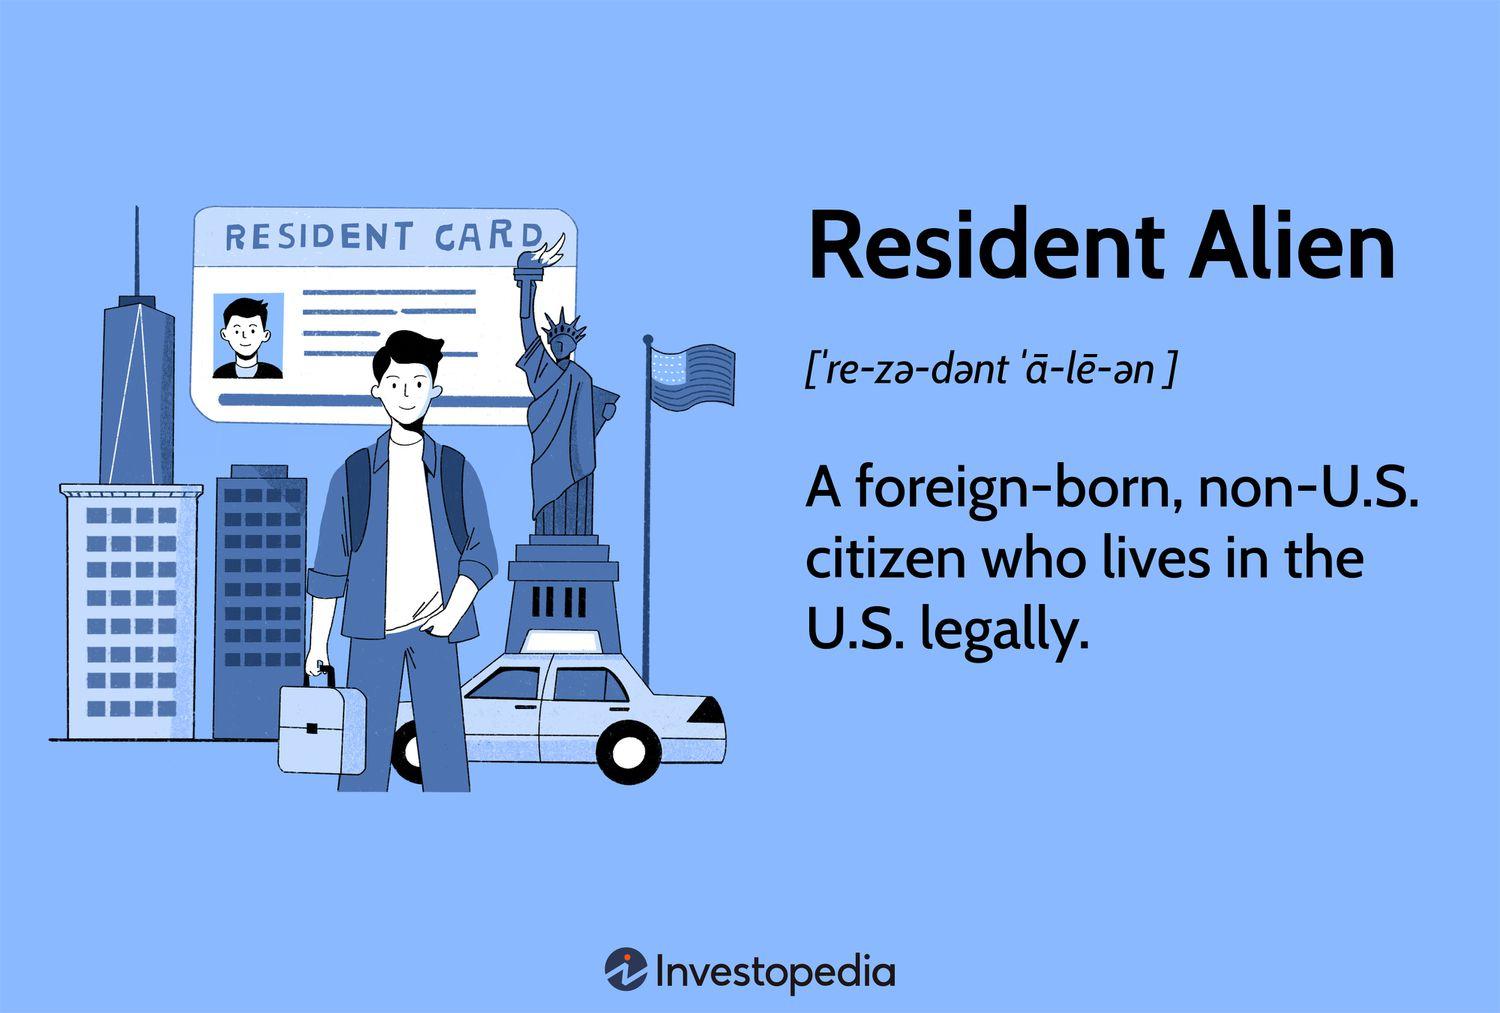 RESIDENT CARD
Resident Alien
[ˈre-zə-dənt ˈā-lē-ən ]
A foreign-born, non-U.S.
citizen who lives in the
U.S. legally.
Investopedia